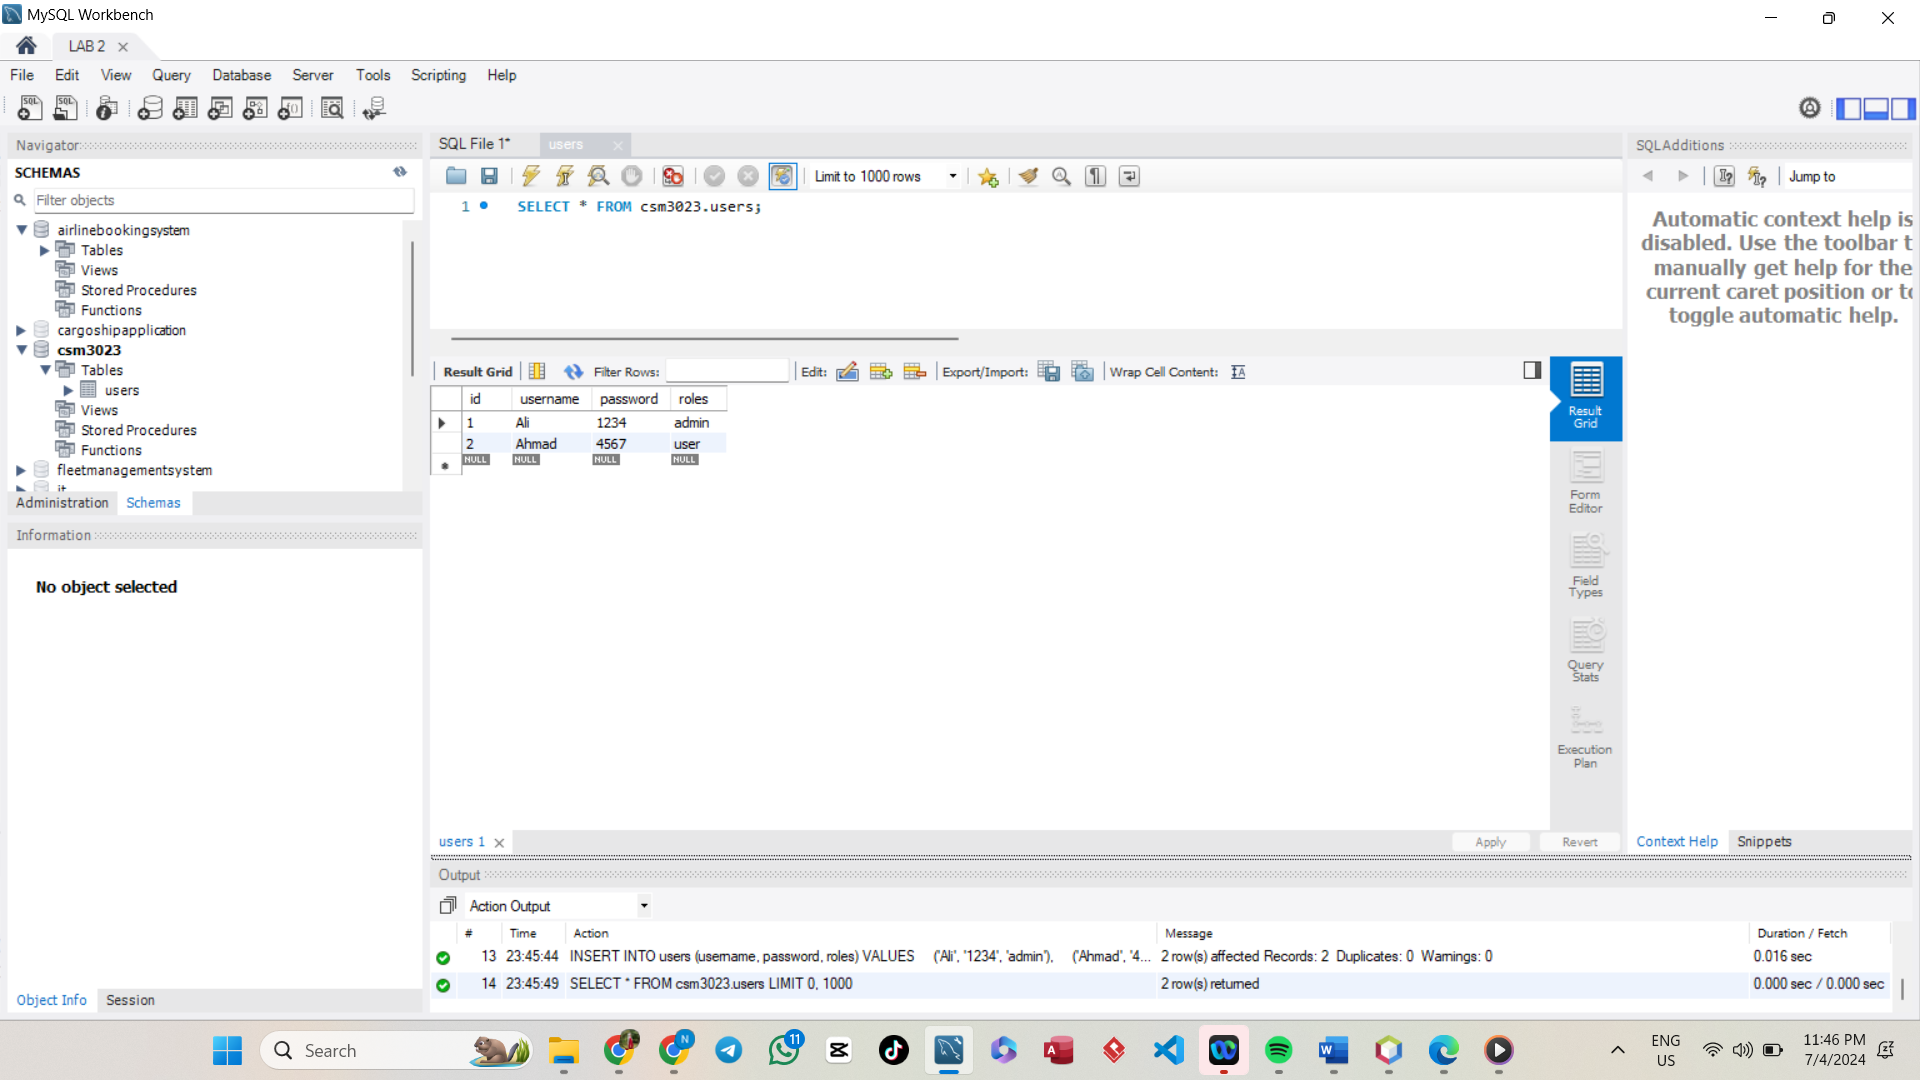 MySQL Workbench
LAB 2
File Edit View Query Database Server Tools Scripting Help
Navigator
SCHEMAS
Filter objects
airlinebookingsystem
Tables
Views
Stored Procedures
Functions
cargoshipapplication
csm3023
Tables
users
Views
Stored Procedures
Functions
fleetmanagementsystem
it
Administration Schemas
Information
No object selected
Object Info Session
SQL File 1* users
Limit to 1000 rows
1 SELECT * FROM csm3023.users;
Result Grid Filter Rows: Edit: Export/Import: Wrap Cell Content:
id username password roles
1 Ali 1234 admin
2 Ahmad 4567 user
NULL NULL NULL NULL
Result
Grid
Form
Editor
Field
Types
Query
Stats
Execution
Plan
users 1
Apply Revert
SQLAdditions
Jump to
Automatic context help is
disabled. Use the toolbar t
manually get help for the
current caret position or to
toggle automatic help.
Context Help Snippets
Output
Action Output
# Time Action Message Duration / Fetch
13 23:45:44 INSERT INTO users (username, password, roles) VALUES ('Ali', '1234', 'admin'), ('Ahmad', '4... 2 row(s) affected Records: 2 Duplicates: 0 Warnings: 0 0.016 sec
14 23:45:49 SELECT * FROM csm3023.users LIMIT 0, 1000 2 row(s) returned 0.000 sec / 0.000 sec
Search
N
11
ENG
US
11:46 PM
7/4/2024